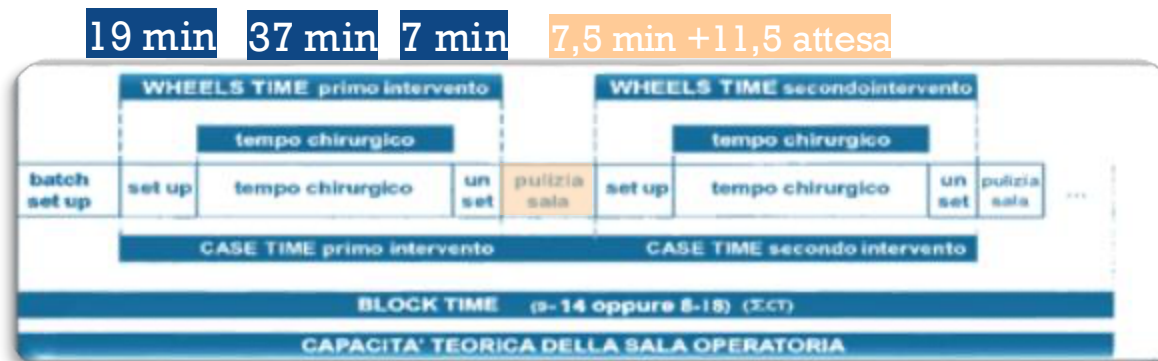 19 min 37 min 7 min 7,5 min +11,5 attesa
WHEELS TIME primo intervento WHEELS TIME secondointervento
tempo chirurgico tempo chirurgico
batch set up set up tempo chirurgico un set pulizia sala set up tempo chirurgico un set pulizia sala ...
CASE TIME primo intervento CASE TIME secondo intervento
BLOCK TIME (9-14 oppure 8-18) (ΣCT)
CAPACITA' TEORICA DELLA SALA OPERATORIA